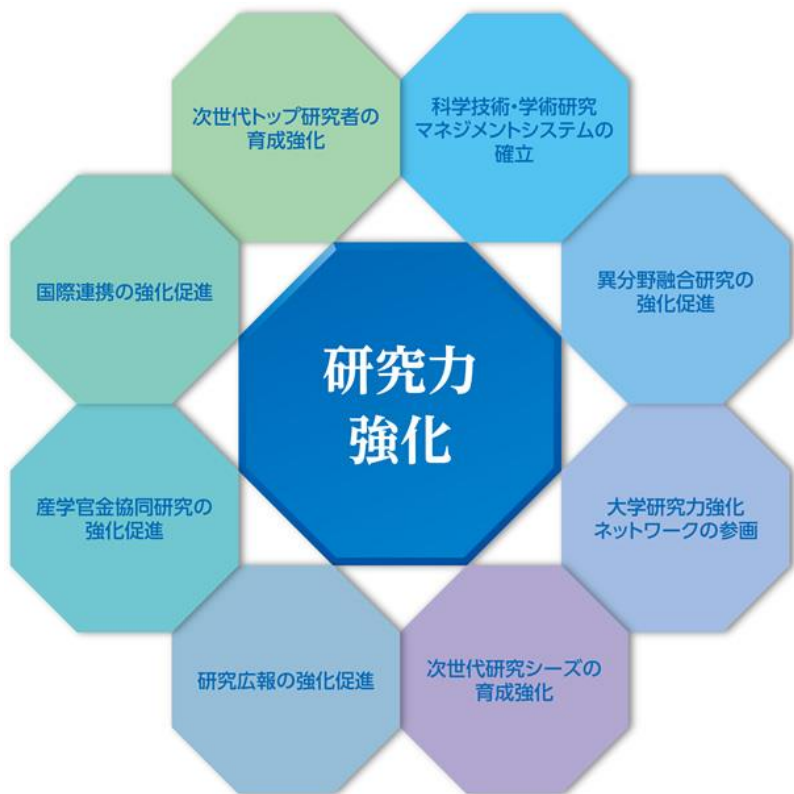 次世代トップ研究者の
育成強化
科学技術・学術研究
マネジメントシステムの
確立
国際連携の強化促進
異分野融合研究の
強化促進
研究力
強化
産学官金協同研究の
強化促進
大学研究力強化
ネットワークの参画
研究広報の強化促進
次世代研究シーズの
育成強化